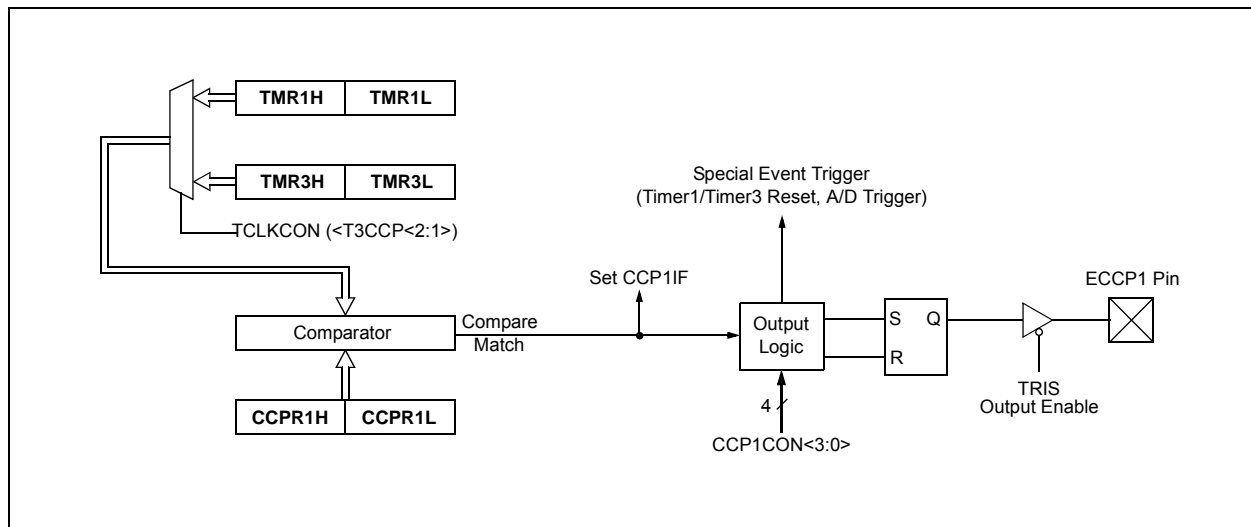 TMR1H TMR1L
TMR3H TMR3L
TCLKCON (<T3CCP<2:1>)
Special Event Trigger
(Timer1/Timer3 Reset, A/D Trigger)
Set CCP1IF
ECCP1 Pin
Comparator
Compare
Match
Output
Logic
S Q
R
TRIS
Output Enable
CCPR1H CCPR1L
4
CCP1CON<3:0>